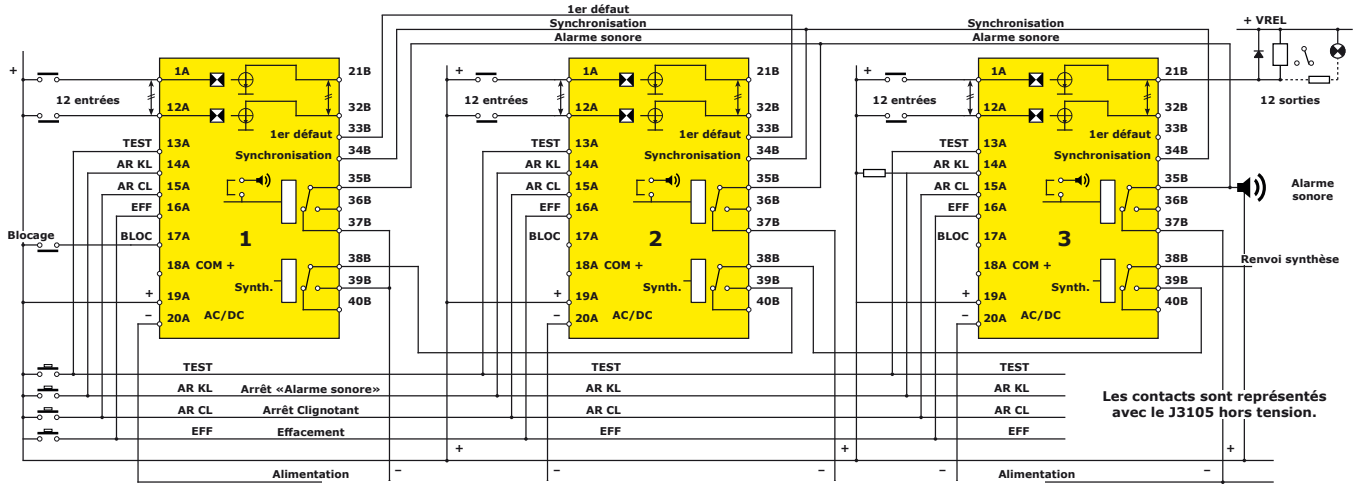 1er défaut
Synchronisation
Alarme sonore
Synchronisation
Alarme sonore
+ VREL
+
12 entrées
1A
12A
13A
14A
15A
16A
17A
18A COM +
19A
20A
AC/DC
TEST
AR KL
AR CL
EFF
Blocage
BLOC
+
–
1er défaut
Synchronisation
1
Synth.
21B
32B
33B
34B
35B
36B
37B
38B
39B
40B
+
12 entrées
1A
12A
13A
14A
15A
16A
17A
18A COM +
19A
20A
AC/DC
TEST
AR KL
AR CL
EFF
BLOC
+
–
1er défaut
Synchronisation
2
Synth.
21B
32B
33B
34B
35B
36B
37B
38B
39B
40B
+
12 entrées
1A
12A
13A
14A
15A
16A
17A
18A COM +
19A
20A
AC/DC
TEST
AR KL
AR CL
EFF
BLOC
+
–
1er défaut
Synchronisation
3
Synth.
21B
32B
33B
34B
35B
36B
37B
38B
39B
40B
12 sorties
Alarme
sonore
Renvoi synthèse
TEST
TEST
TEST
AR KL
Arrêt «Alarme sonore»
AR KL
AR KL
AR CL
Arrêt Clignotant
AR CL
AR CL
EFF
Effacement
EFF
EFF
Les contacts sont représentés
avec le J3105 hors tension.
+
+
+
Alimentation
–
–
–
Alimentation
–